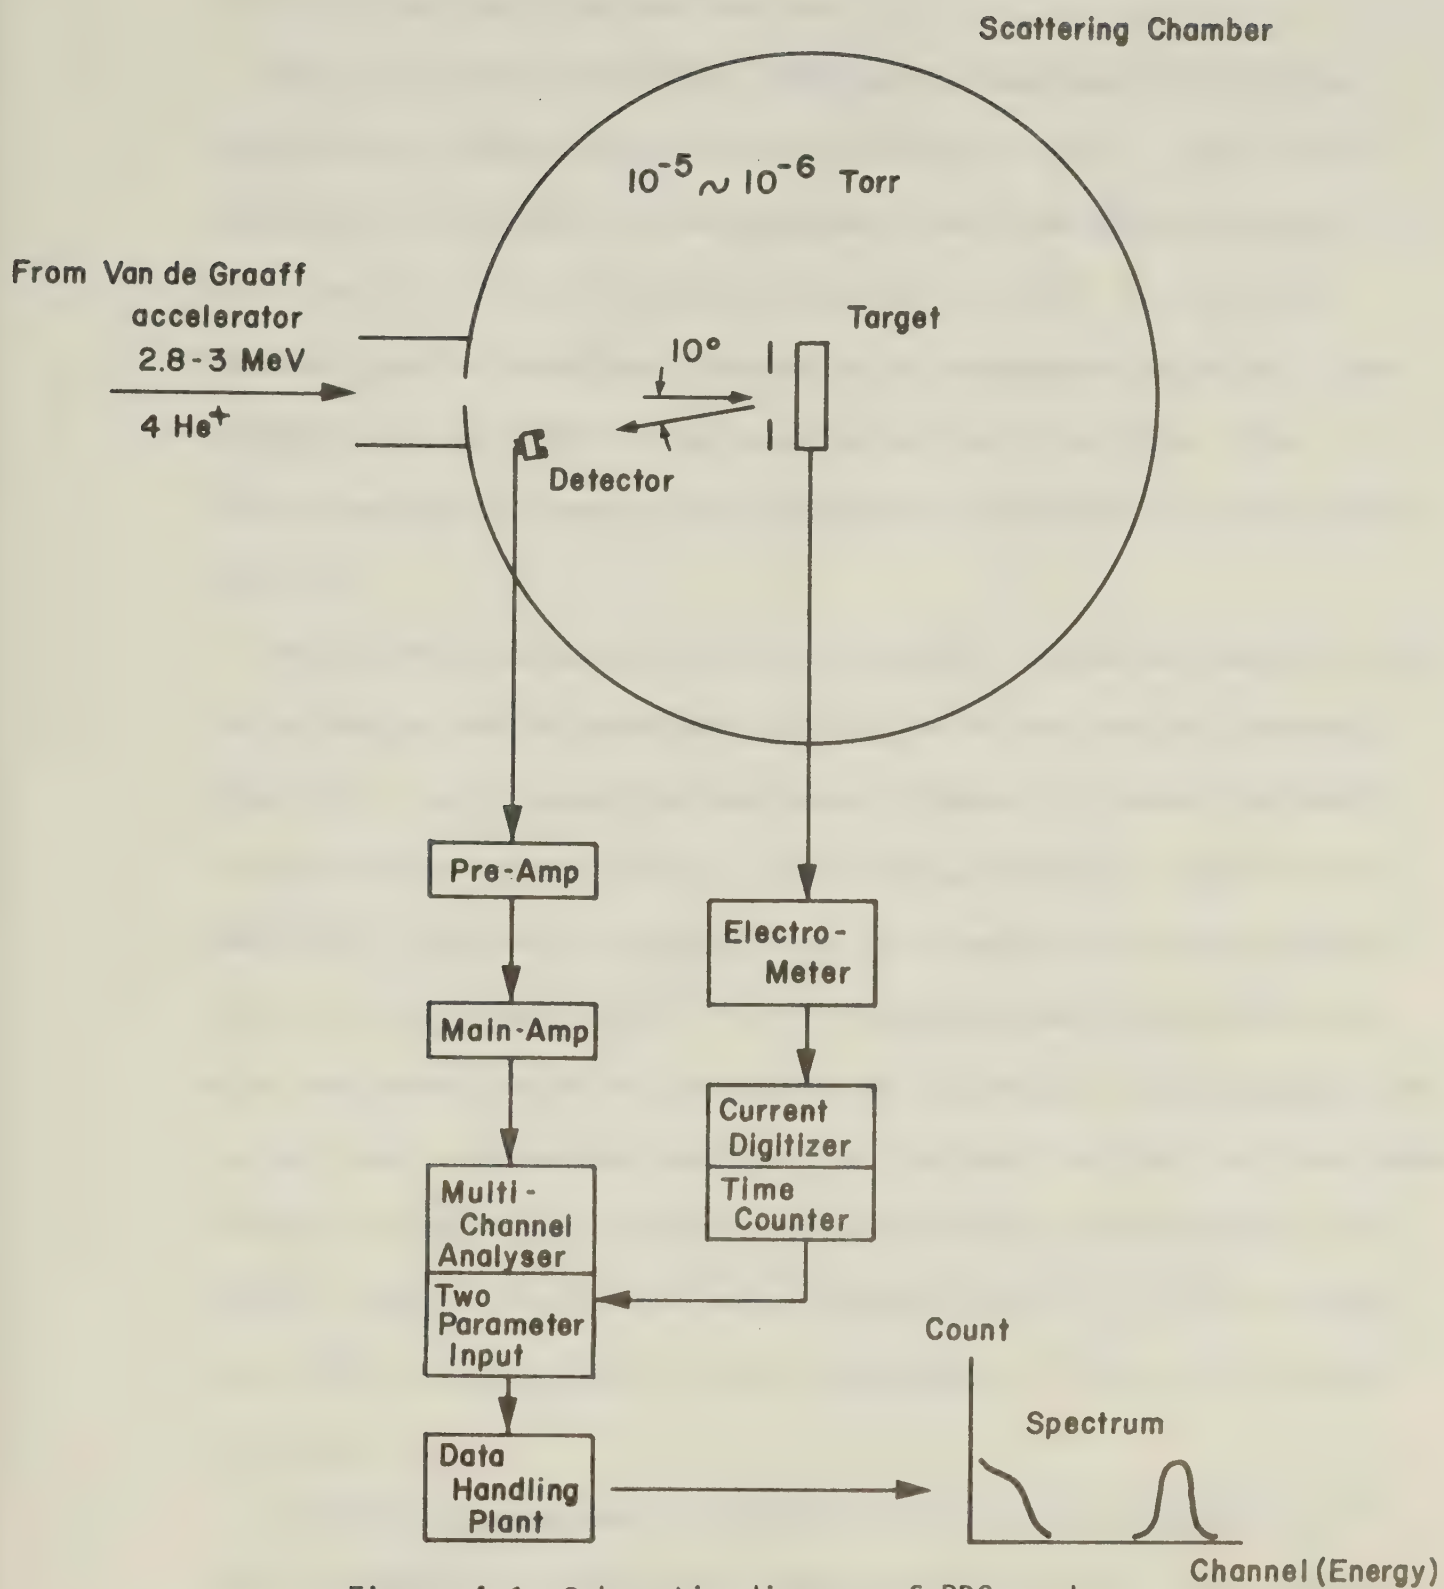 Scattering Chamber
10⁻⁵ ~ 10⁻⁶ Torr
From Van de Graaff
accelerator
2.8-3 MeV
4 He⁺
Target
10°
Detector
Pre-Amp
Electro-
Meter
Main-Amp
Current
Digitizer
Time
Counter
Multi-
Channel
Analyser
Two
Parameter
Input
Data
Handling
Plant
Count
Spectrum
Channel (Energy)